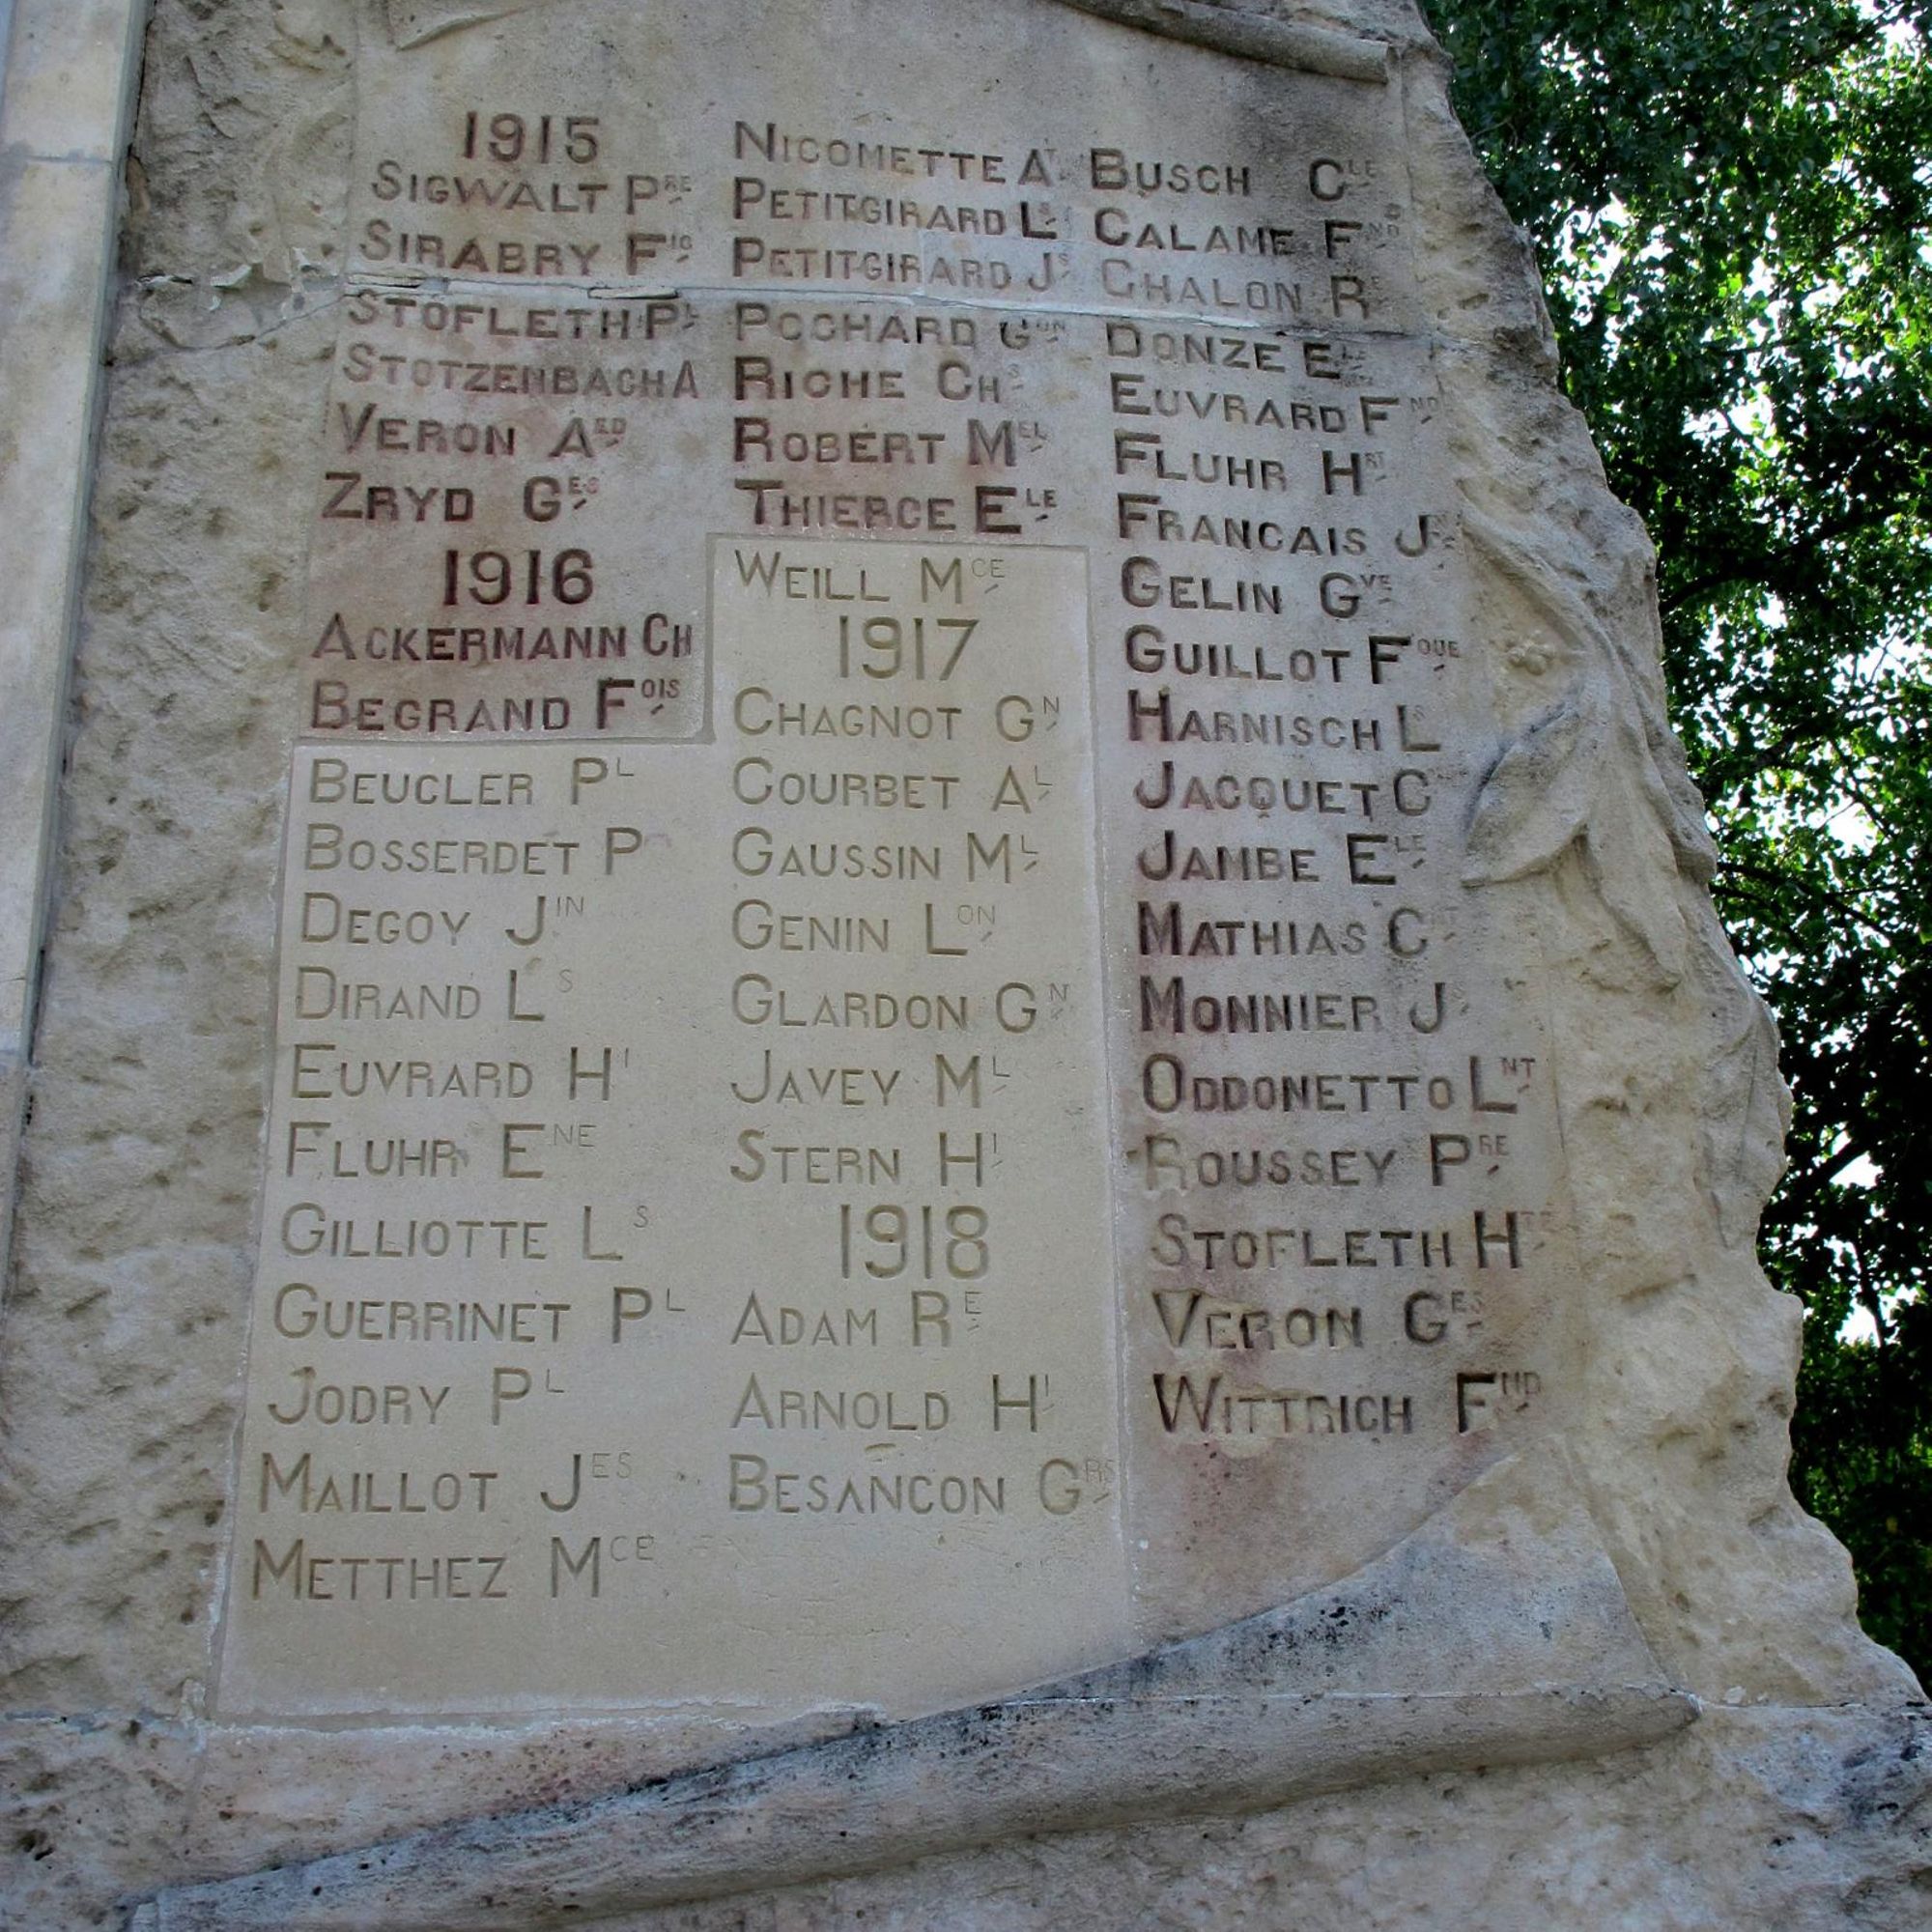 1915
SIGWALT PRE
SIRABRY FIC
STOFLETH PL
STOTZENBACH A
VERON AED
ZRYD GES
1916
ACKERMANN CH
BEGRAND FOIS
BEUCLER PL
BOSSERDET P
DEGOY JIN
DIRAND LS
EUVRARD HI
FLUHR ENE
GILLIOTTE LS
GUERRINET PL
JODRY PL
MAILLOT JES
METTHEZ MCE
NICOMETTE AT
PETITGIRARD LS
PETITGIRARD JS
POCHARD GON
RICHE CHS
ROBERT MEL
THIERCE ELE
WEILL MCE
1917
CHAGNOT GN
COURBET AL
GAUSSIN ML
GENIN LON
GLARDON GN
JAVEY ML
STERN HI
1918
ADAM RE
ARNOLD HI
BESANCON GRS
BUSCH CLE
CALAME FND
CHALON RE
DONZE ELE
EUVRARD FND
FLUHR HRT
FRANCAIS JS
GELIN GVE
GUILLOT FQUE
HARNISCH LS
JACQUET C
JAMBE ELE
MATHIAS C
MONNIER J
ODDONETTO LNT
ROUSSEY PRE
STOFLETH HTE
VERON GES
WITTRICH FND